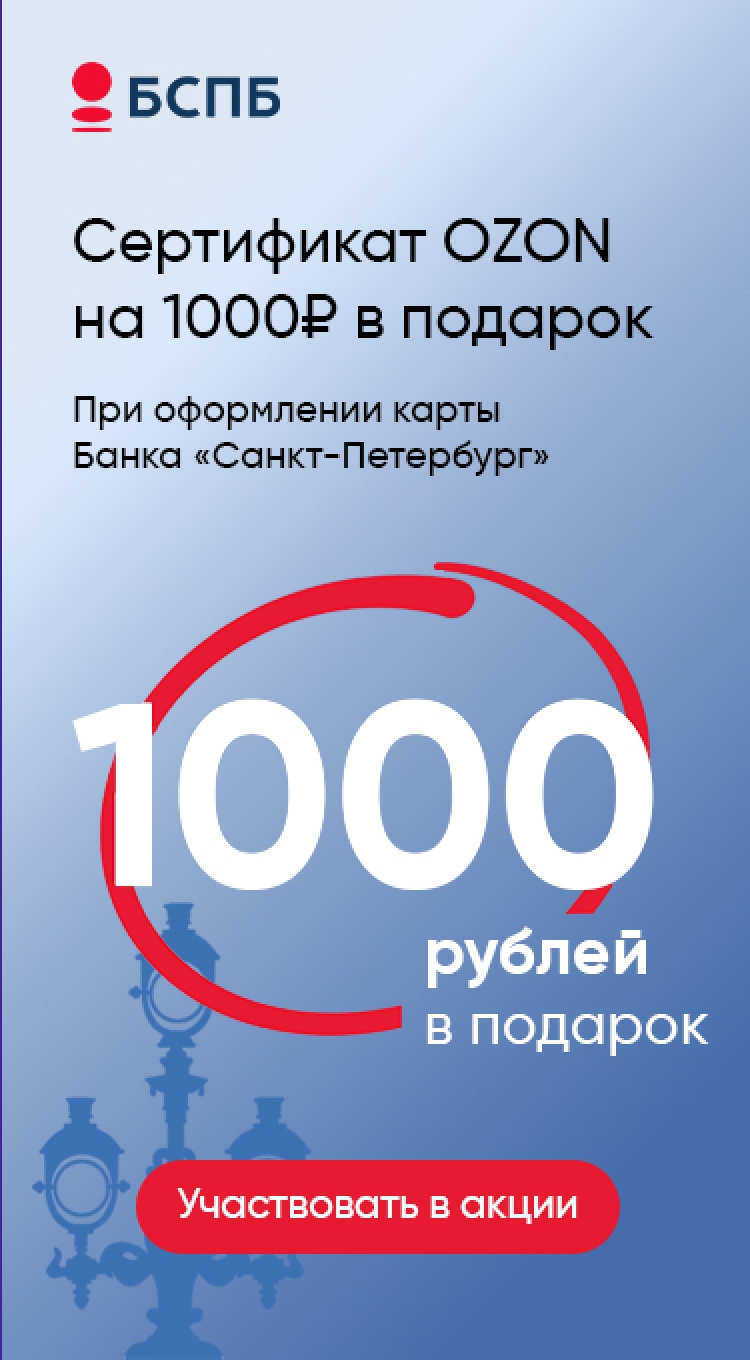 БСПБ
Сертификат OZON
на 1000₽ в подарок
При оформлении карты
Банка «Санкт-Петербург»
1000
рублей
в подарок
Участвовать в акции